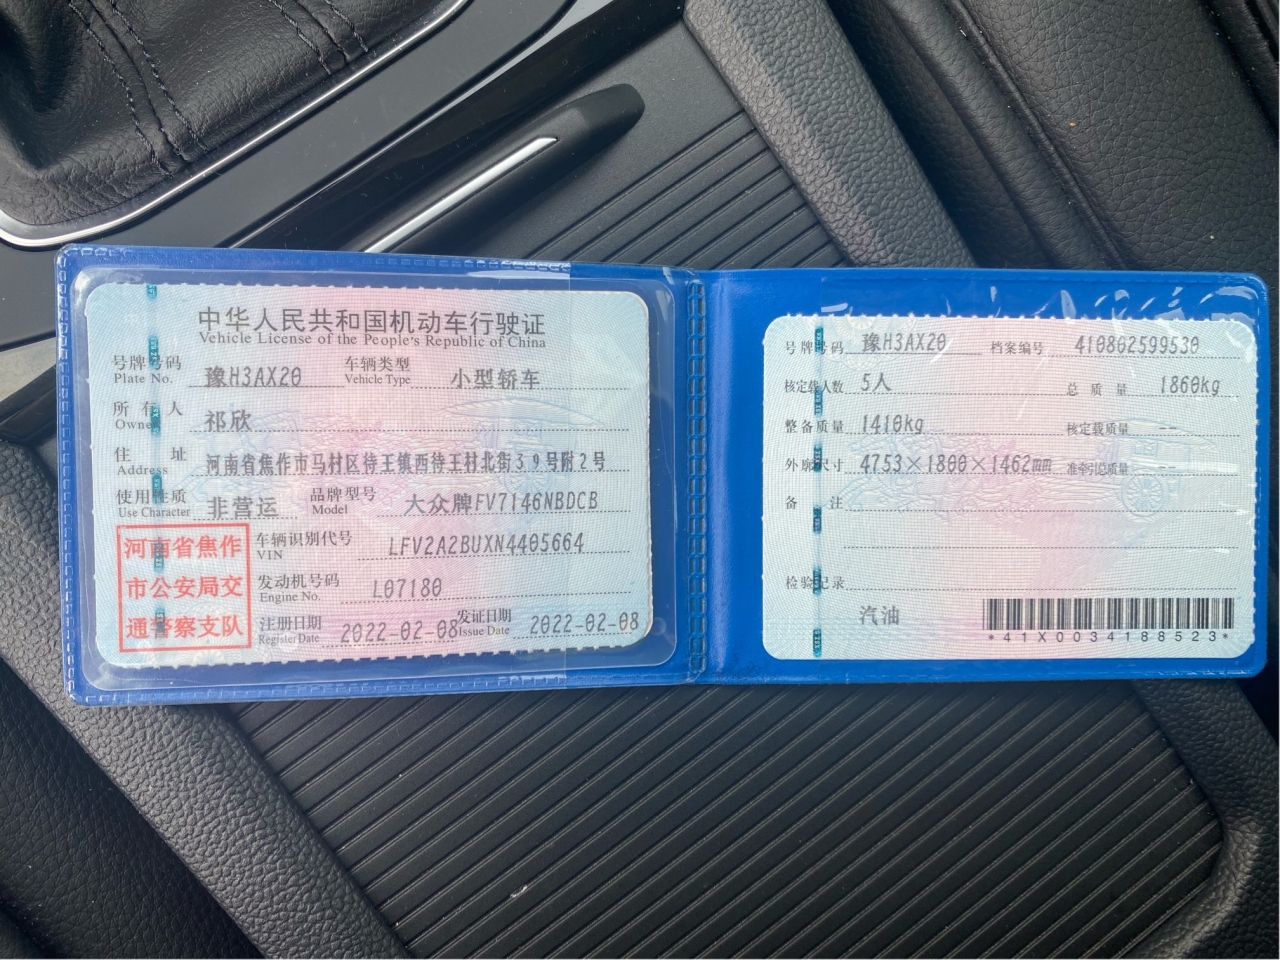 中华人民共和国机动车行驶证
Vehicle License of the People's Republic of China
号牌号码 豫H3AX20 车辆类型 小型轿车
Plate No. Vehicle Type
所有人 祁欣
Owner
住址 河南省焦作市马村区待王镇西待王村北街39号附2号
Address
使用性质 非营运 品牌型号 大众牌FV7146NBDCB
Use Character Model
河南省焦作
市公安局交
通警察支队
车辆识别代号 LFV2A2BUXN4405664
VIN
发动机号码 L07180
Engine No.
注册日期 2022-02-08 发证日期 2022-02-08
Register Date Issue Date
号牌号码 豫H3AX20 档案编号 410802599530
核定载人数 5人 总质量 1860kg
整备质量 1410kg 核定载质量 --
外廓尺寸 4753×1800×1462mm 准牵引总质量 --
备注
检验记录
汽油
*41X0034188523*